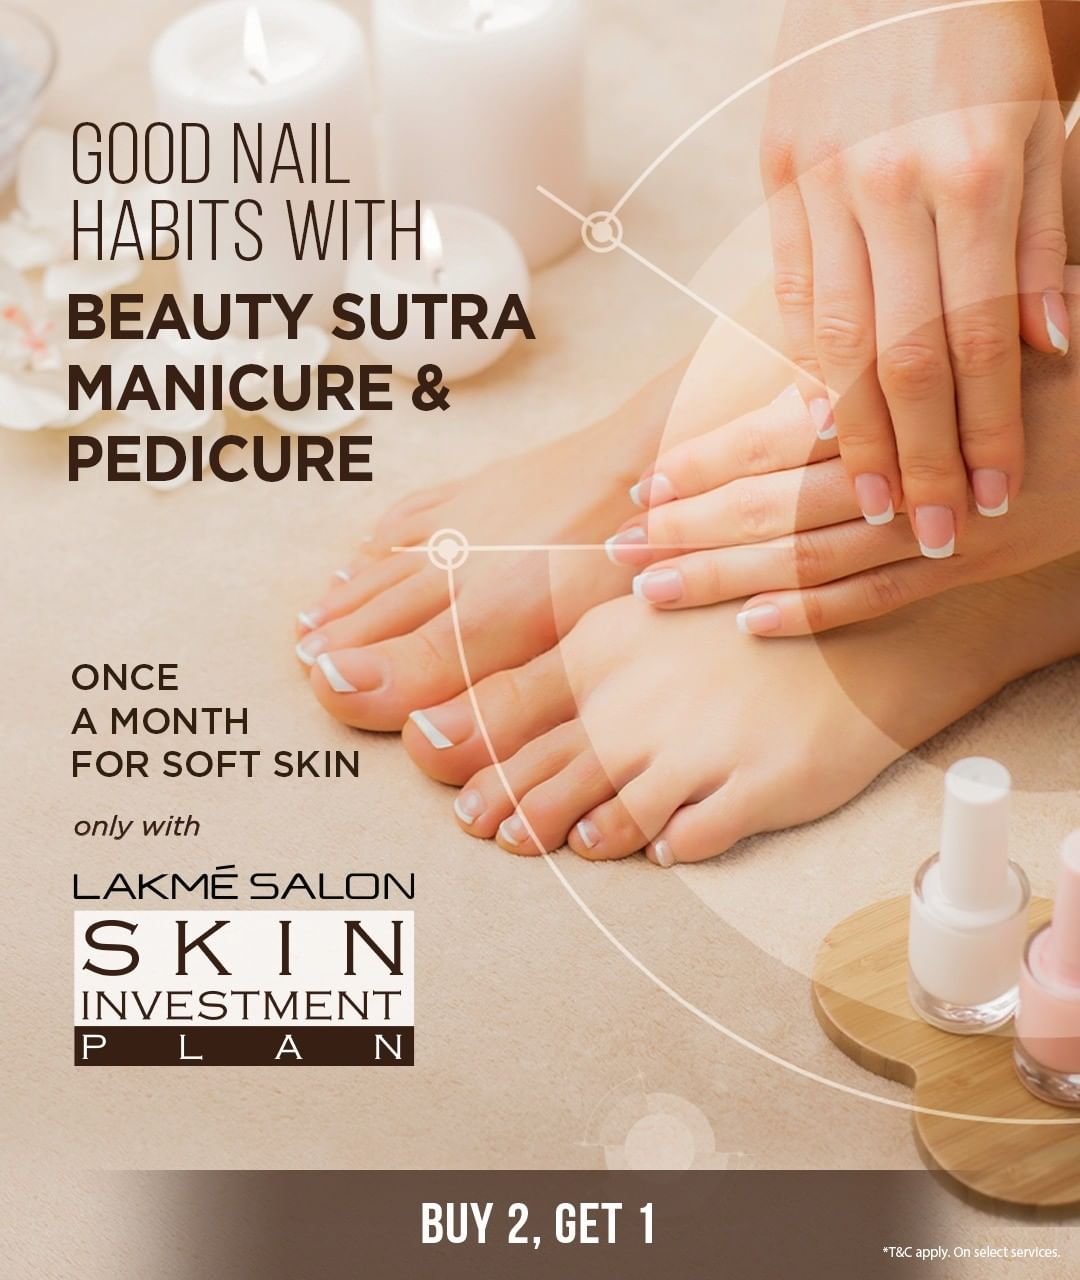 GOOD NAIL
HABITS WITH
BEAUTY SUTRA
MANICURE &
PEDICURE
ONCE
A MONTH
FOR SOFT SKIN
only with
LAKMÉ SALON
SKIN
INVESTMENT
PLAN
BUY 2, GET 1
*T&C apply. On select services.